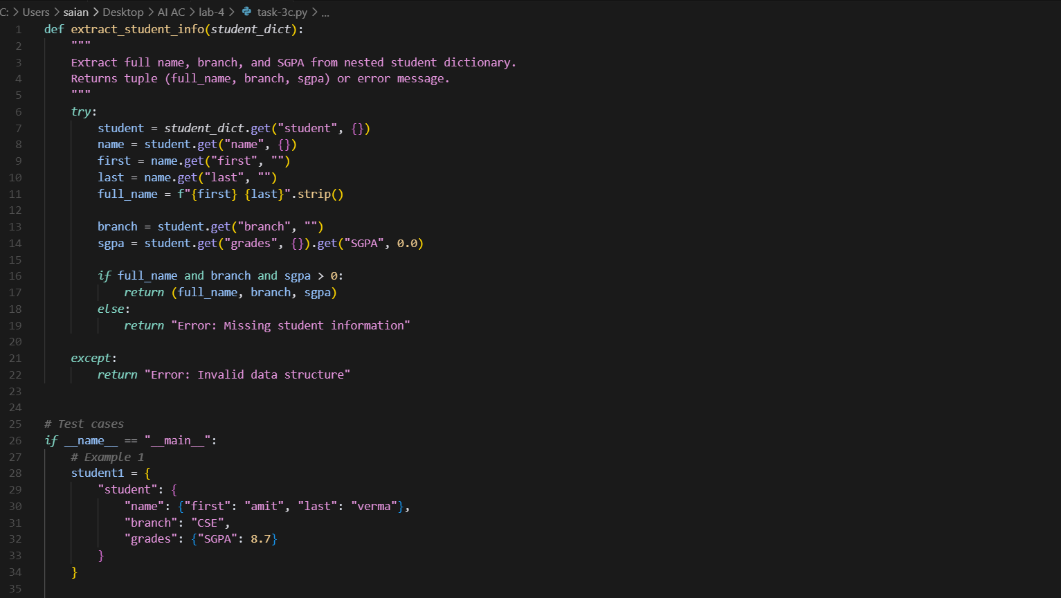 C: > Users > saian > Desktop > AI AC > lab-4 > task-3c.py > ...
1 def extract_student_info(student_dict):
2     """
3     Extract full name, branch, and SGPA from nested student dictionary.
4     Returns tuple (full_name, branch, sgpa) or error message.
5     """
6     try:
7         student = student_dict.get("student", {})
8         name = student.get("name", {})
9         first = name.get("first", "")
10         last = name.get("last", "")
11         full_name = f"{first} {last}".strip()
12
13         branch = student.get("branch", "")
14         sgpa = student.get("grades", {}).get("SGPA", 0.0)
15
16         if full_name and branch and sgpa > 0:
17             return (full_name, branch, sgpa)
18         else:
19             return "Error: Missing student information"
20
21     except:
22         return "Error: Invalid data structure"
23
24
25 # Test cases
26 if __name__ == "__main__":
27     # Example 1
28     student1 = {
29         "student": {
30             "name": {"first": "amit", "last": "verma"},
31             "branch": "CSE",
32             "grades": {"SGPA": 8.7}
33         }
34     }
35